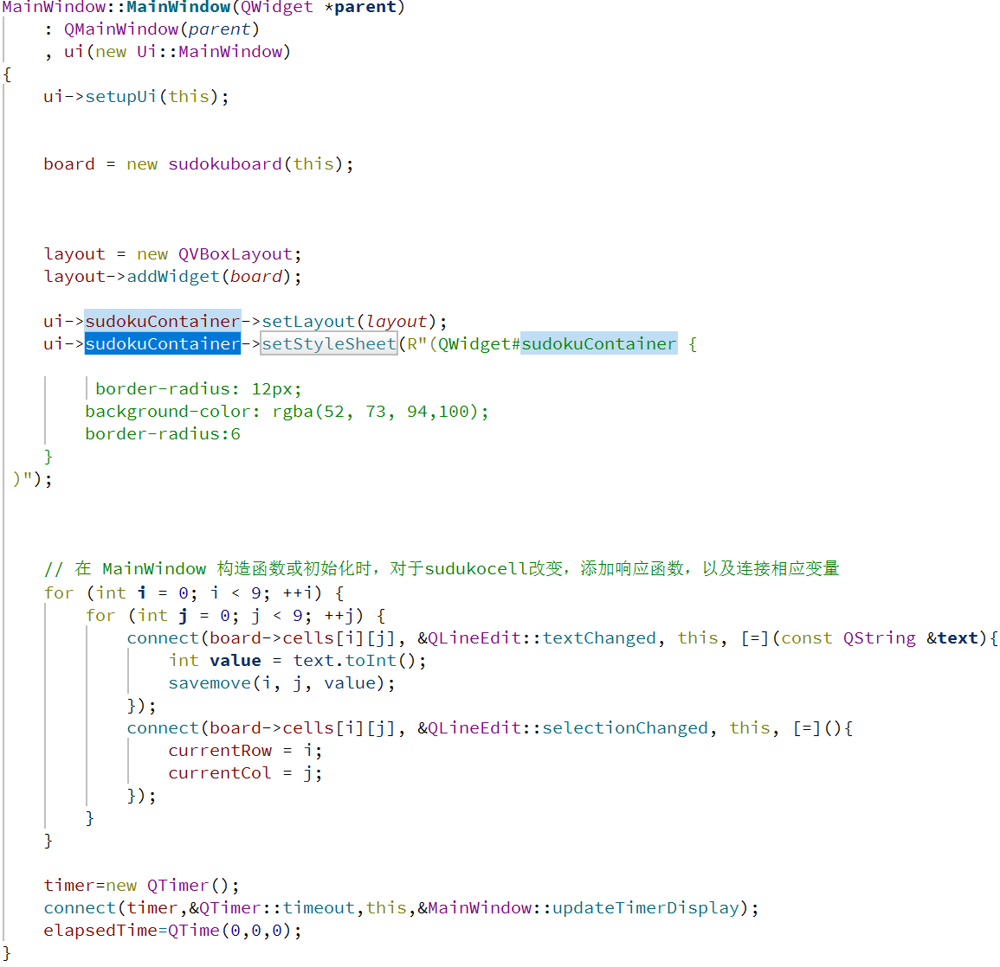 MainWindow::MainWindow(QWidget *parent)
    : QMainWindow(parent)
    , ui(new Ui::MainWindow)
{
    ui->setupUi(this);
    board = new sudokuboard(this);
    layout = new QVBoxLayout;
    layout->addWidget(board);
    ui->sudokuContainer->setLayout(layout);
    ui->sudokuContainer->setStyleSheet(R"(QWidget#sudokuContainer {
         border-radius: 12px;
        background-color: rgba(52, 73, 94,100);
        border-radius:6
    }
 )");
    // 在 MainWindow 构造函数或初始化时，对于sudukocell改变，添加响应函数，以及连接相应变量
    for (int i = 0; i < 9; ++i) {
        for (int j = 0; j < 9; ++j) {
            connect(board->cells[i][j], &QLineEdit::textChanged, this, [=](const QString &text){
                int value = text.toInt();
                savemove(i, j, value);
            });
            connect(board->cells[i][j], &QLineEdit::selectionChanged, this, [=](){
                currentRow = i;
                currentCol = j;
            });
        }
    }
    timer=new QTimer();
    connect(timer,&QTimer::timeout,this,&MainWindow::updateTimerDisplay);
    elapsedTime=QTime(0,0,0);
}